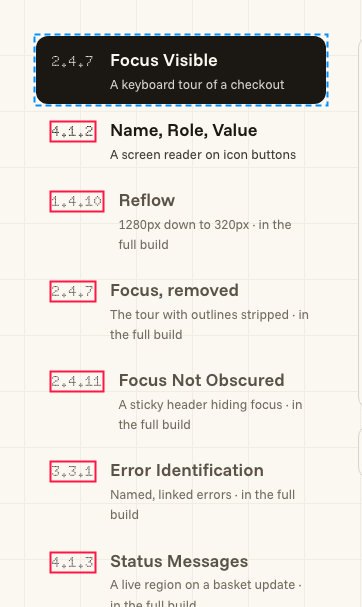 2.4.7 Focus Visible
A keyboard tour of a checkout
4.1.2 Name, Role, Value
A screen reader on icon buttons
1.4.10 Reflow
1280px down to 320px · in the
full build
2.4.7 Focus, removed
The tour with outlines stripped · in
the full build
2.4.11 Focus Not Obscured
A sticky header hiding focus · in
the full build
3.3.1 Error Identification
Named, linked errors · in the full
build
4.1.3 Status Messages
A live region on a basket update ·
in the full build